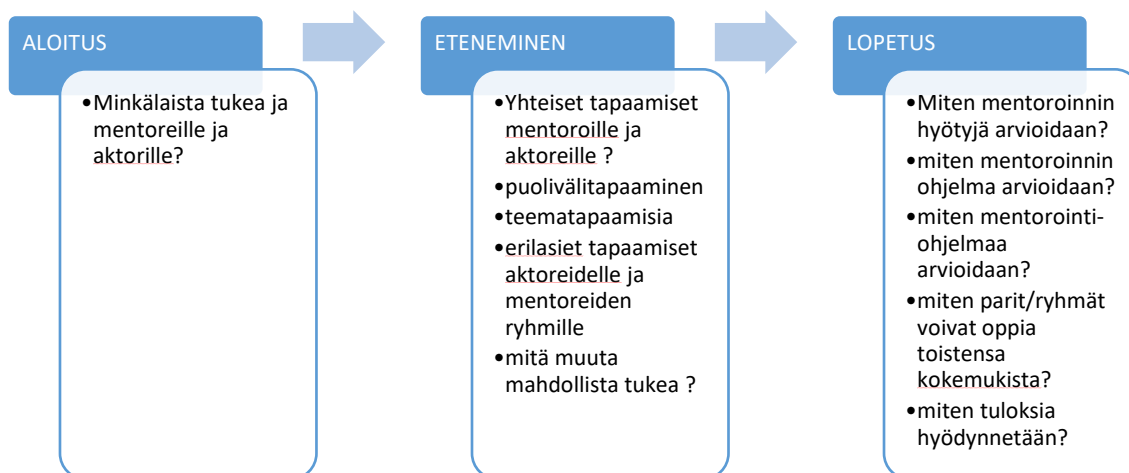 ALOITUS
•Minkälaista tukea ja
mentoreille ja
aktorille?
ETENEMINEN
•Yhteiset tapaamiset
mentoroille ja
aktoreille ?
•puolivälitapaaminen
•teematapaamisia
•erilasiet tapaamiset
aktoreidelle ja
mentoreiden
ryhmille
•mitä muuta
mahdollista tukea ?
LOPETUS
•Miten mentoroinnin
hyötyjä arvioidaan?
•miten mentoroinnin
ohjelma arvioidaan?
•miten mentorointi-
ohjelmaa
arvioidaan?
•miten parit/ryhmät
voivat oppia
toistensa
kokemukista?
•miten tuloksia
hyödynnetään?